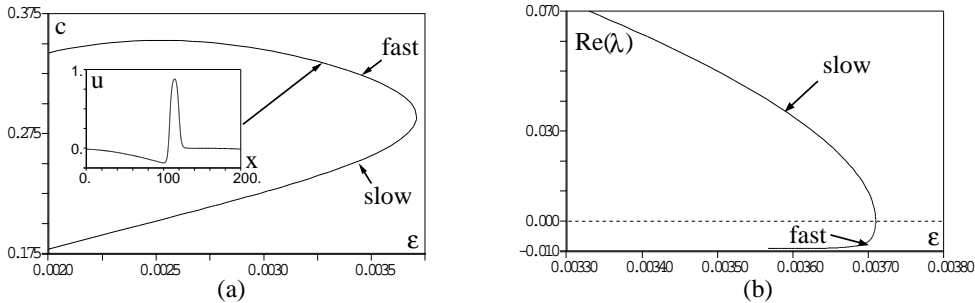 0.375
c
fast
1.
u
0.275
0.
x
0.
100.
200.
slow
0.175
ε
0.0020
0.0025
0.0030
0.0035
(a)
0.070
Re(λ)
slow
0.030
0.000
fast
ε
-0.010
0.00330
0.00340
0.00350
0.00360
0.00370
0.00380
(b)